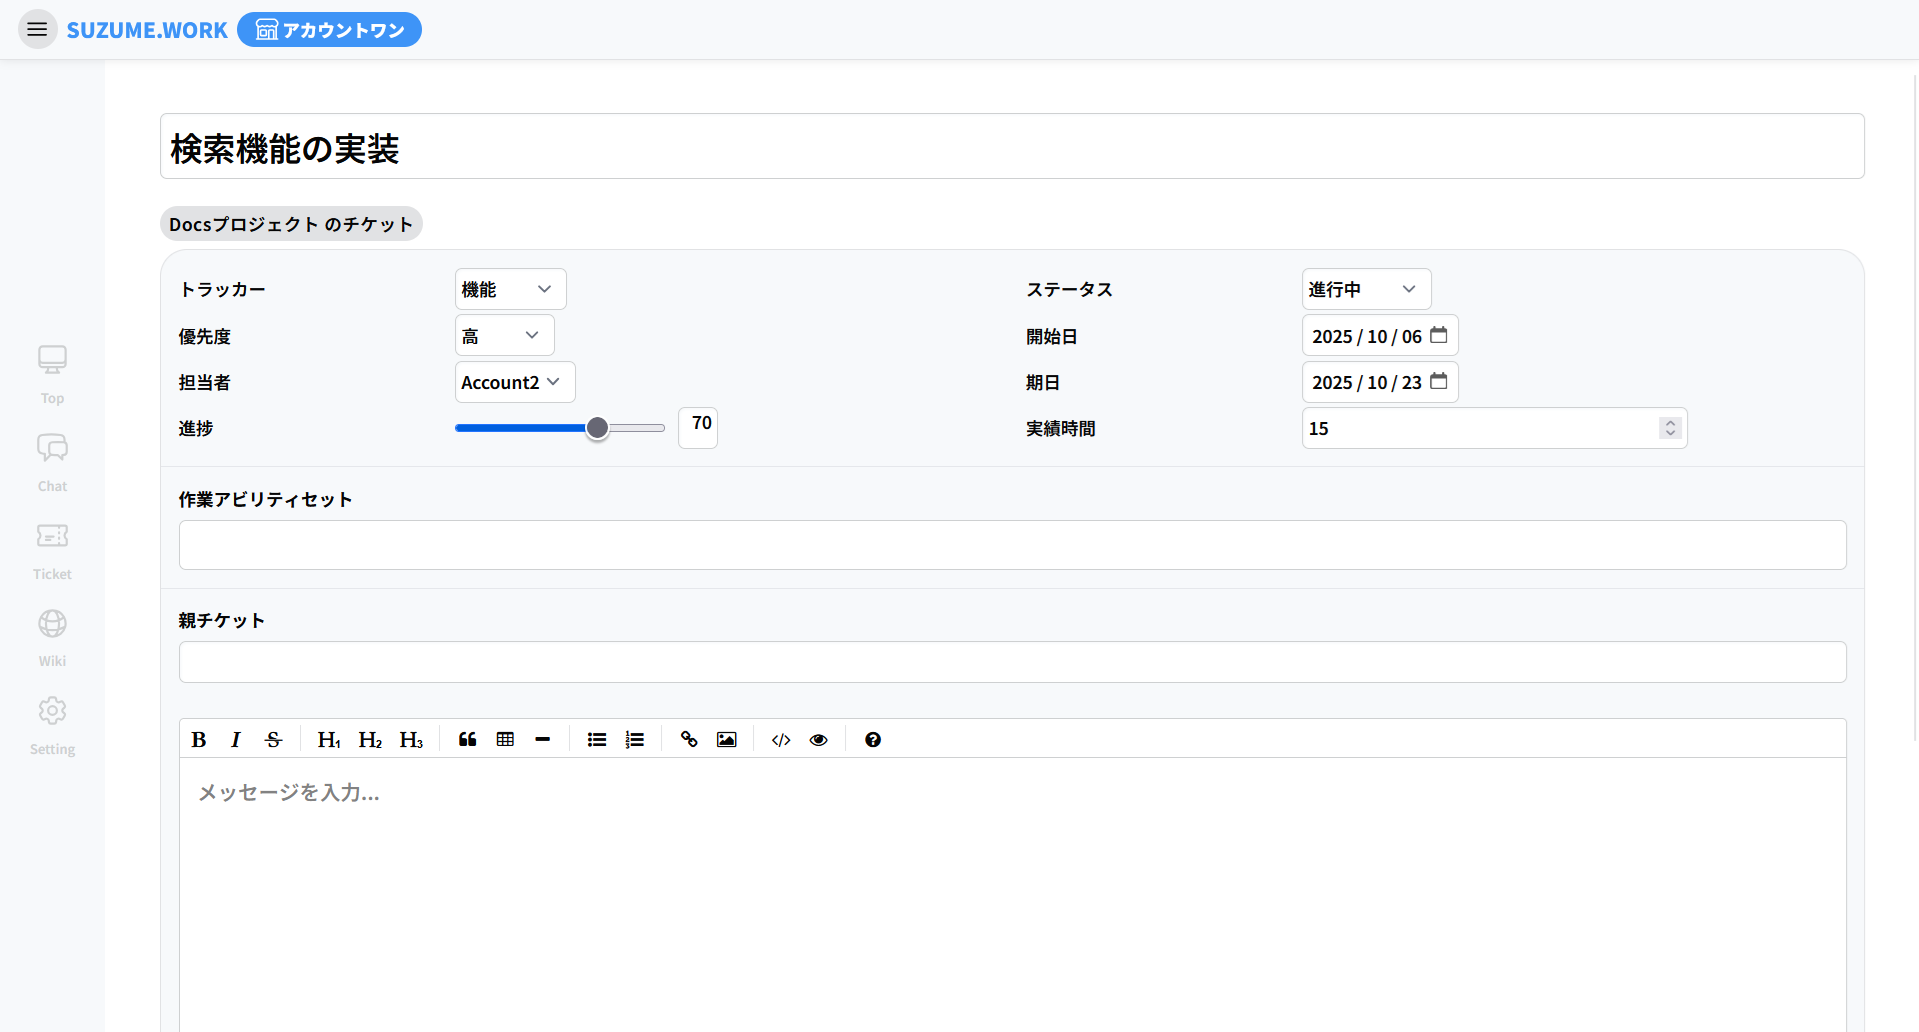 SUZUME.WORK アカウントワン
検索機能の実装
Docsプロジェクト のチケット
トラッカー 機能 ステータス 進行中
優先度 高 開始日 2025 / 10 / 06
担当者 Account2 期日 2025 / 10 / 23
進捗 70 実績時間 15
作業アビリティセット
親チケット
B I S H1 H2 H3
メッセージを入力...
Top
Chat
Ticket
Wiki
Setting